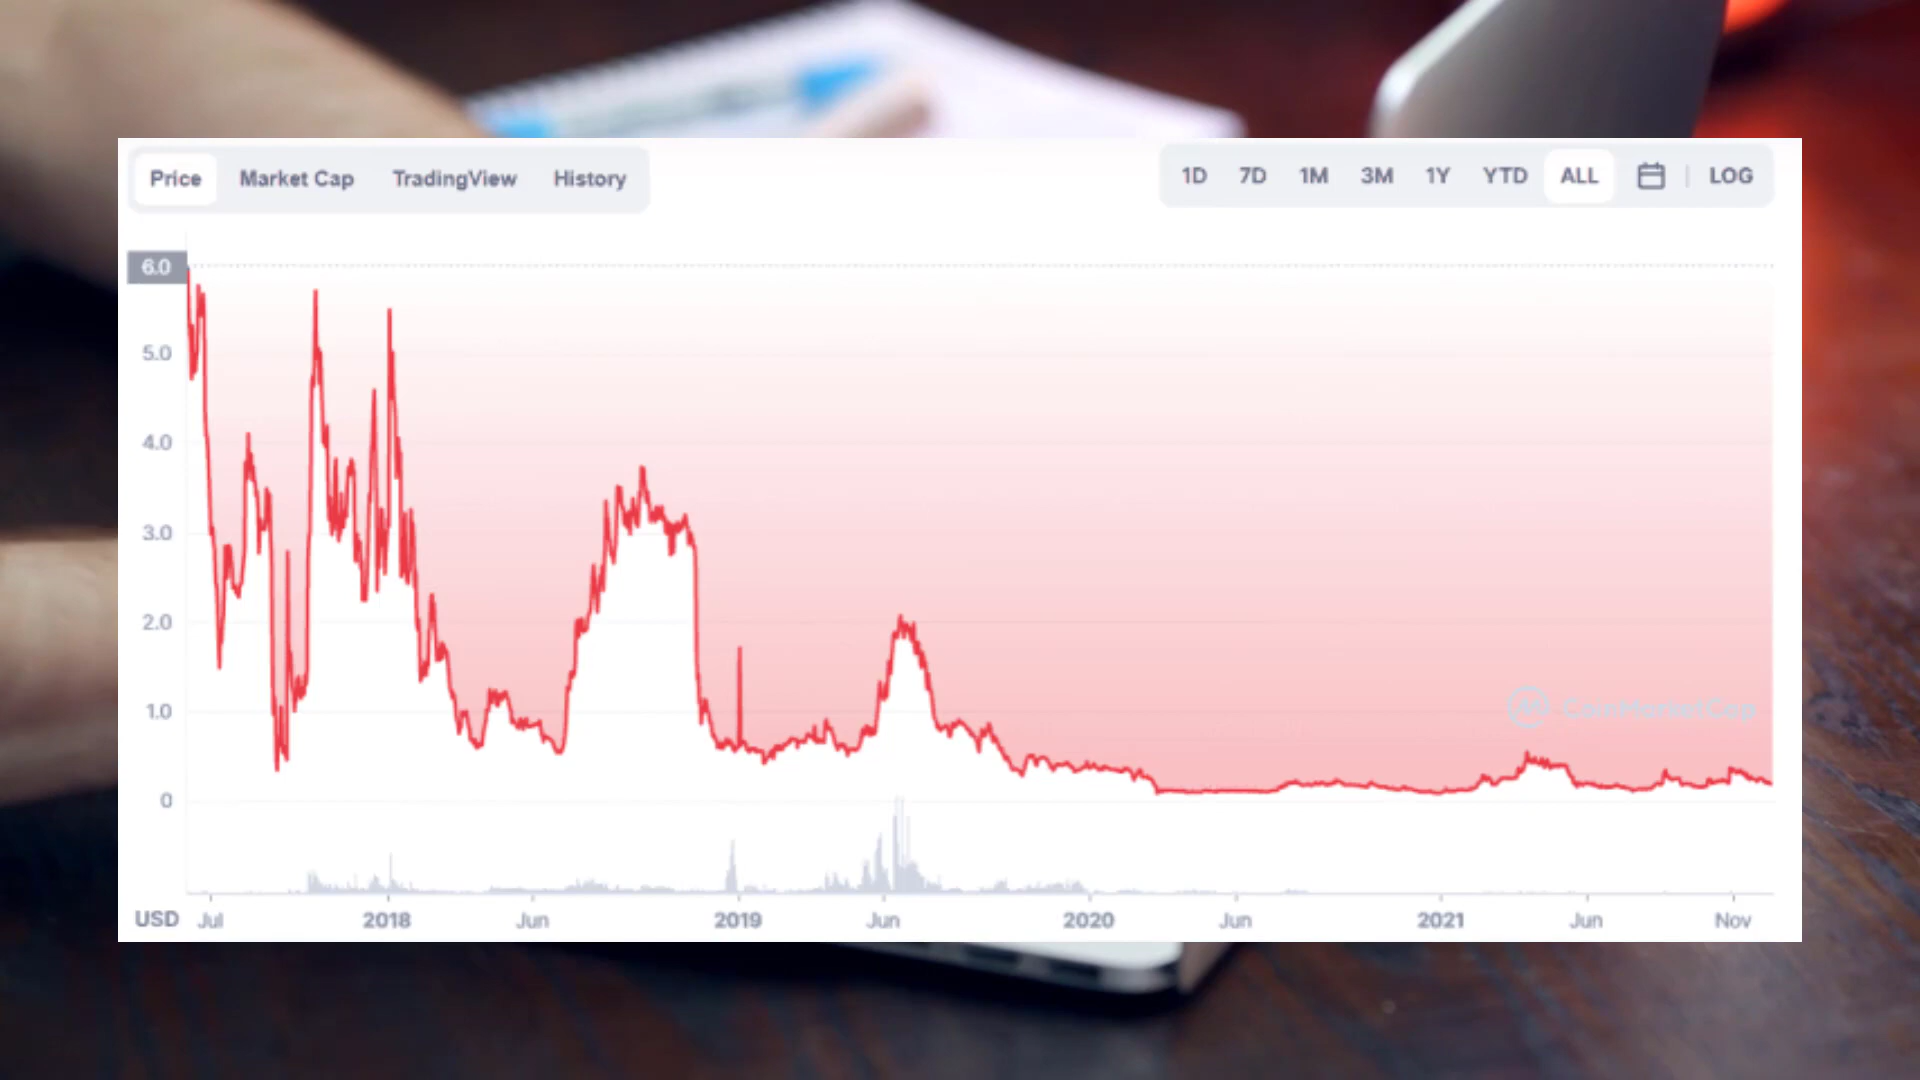 Price Market Cap TradingView History
1D 7D 1M 3M 1Y YTD ALL LOG
6.0
5.0
4.0
3.0
2.0
1.0
0
CoinMarketCap
USD Jul 2018 Jun 2019 Jun 2020 Jun 2021 Jun Nov